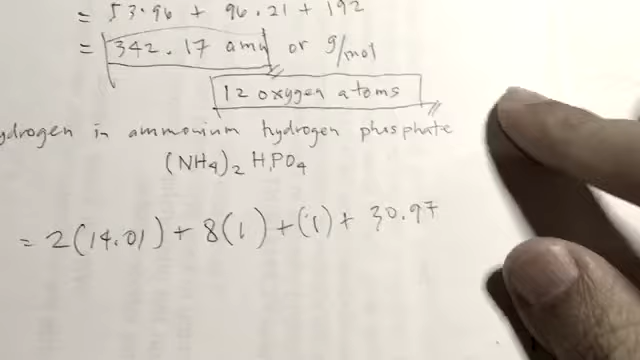 = 53.96 + 96.21 + 192
= 342.17 amu or g/mol
12 oxygen atoms
ydrogen in ammonium hydrogen phosphate
(NH4)2 HPO4
= 2(14.01) + 8(1) + (1) + 30.97